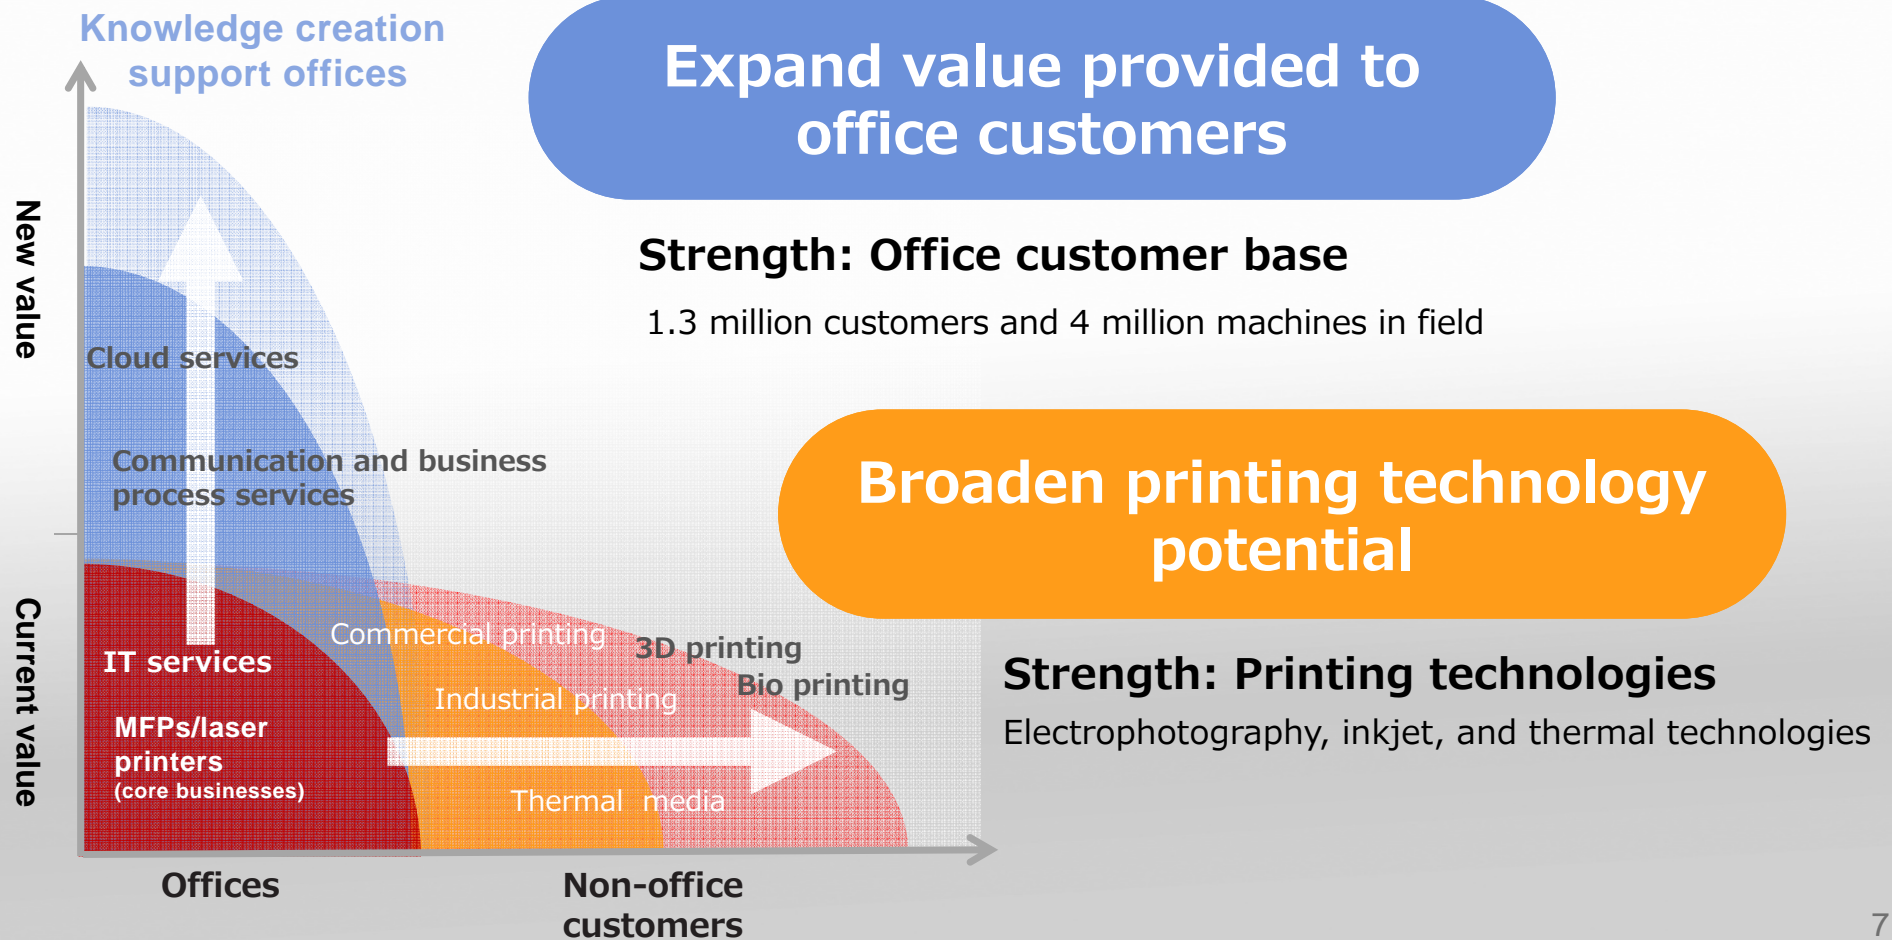 Knowledge creation
support offices
Expand value provided to
office customers
Strength: Office customer base
1.3 million customers and 4 million machines in field
New value
Cloud services
Communication and business
process services
Broaden printing technology
potential
Strength: Printing technologies
Electrophotography, inkjet, and thermal technologies
Current value
Commercial printing
3D printing
Bio printing
IT services
Industrial printing
MFPs/laser
printers
(core businesses)
Thermal media
Offices
Non-office
customers
7